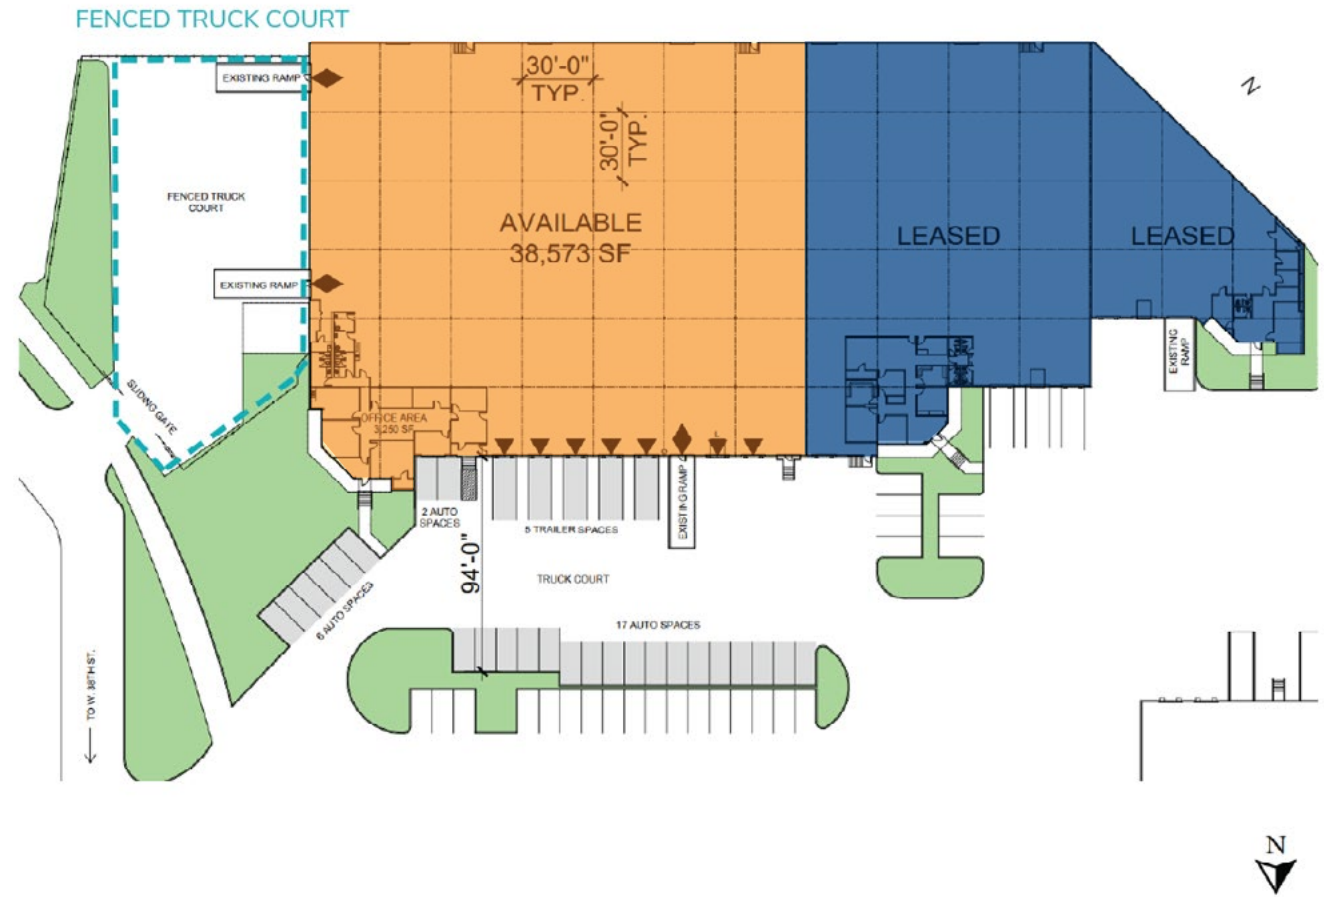 FENCED TRUCK COURT
EXISTING RAMP
30'-0"
TYP.
N
30'-0"
TYP.
FENCED TRUCK
COURT
AVAILABLE
38,573 SF
LEASED
LEASED
EXISTING RAMP
EXISTING
RAMP
SLIDING GATE
OFFICE AREA
3,250 SF
2 AUTO
SPACES
EXISTING RAMP
5 TRAILER SPACES
94'-0"
TRUCK COURT
6 AUTO SPACES
17 AUTO SPACES
TO W. 38TH ST.
N